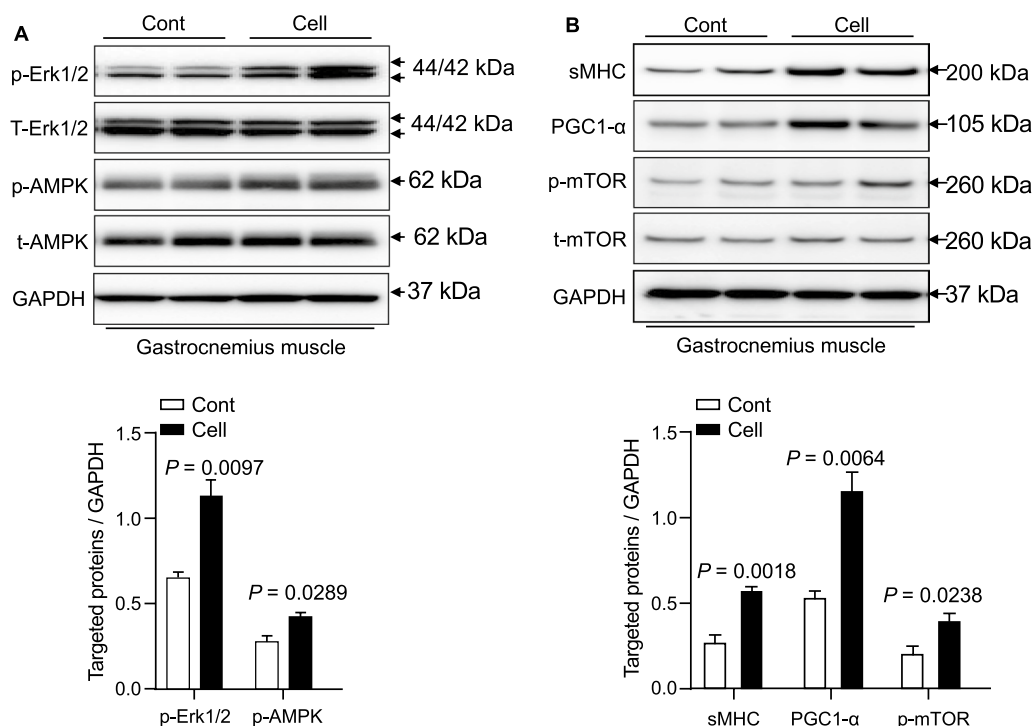 A
Cont Cell
p-Erk1/2 44/42 kDa
T-Erk1/2 44/42 kDa
p-AMPK 62 kDa
t-AMPK 62 kDa
GAPDH 37 kDa
Gastrocnemius muscle
Cont
Cell
Targeted proteins / GAPDH
1.5
1.0
0.5
0.0
P = 0.0097
P = 0.0289
p-Erk1/2 p-AMPK
B
Cont Cell
sMHC 200 kDa
PGC1-α 105 kDa
p-mTOR 260 kDa
t-mTOR 260 kDa
GAPDH 37 kDa
Gastrocnemius muscle
Cont
Cell
Targeted proteins / GAPDH
1.5
1.0
0.5
0.0
P = 0.0018
P = 0.0064
P = 0.0238
sMHC PGC1-α p-mTOR